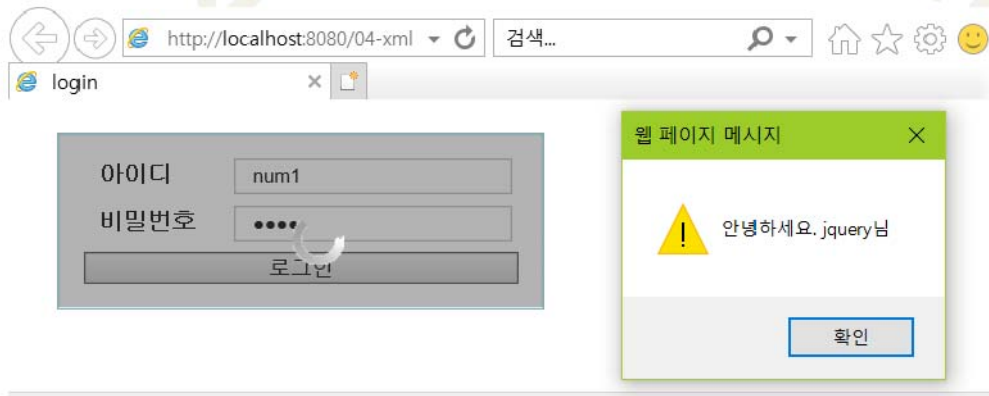 http://localhost:8080/04-xml
검색...
login
아이디
num1
비밀번호
로그인
웹 페이지 메시지
안녕하세요. jquery님
확인